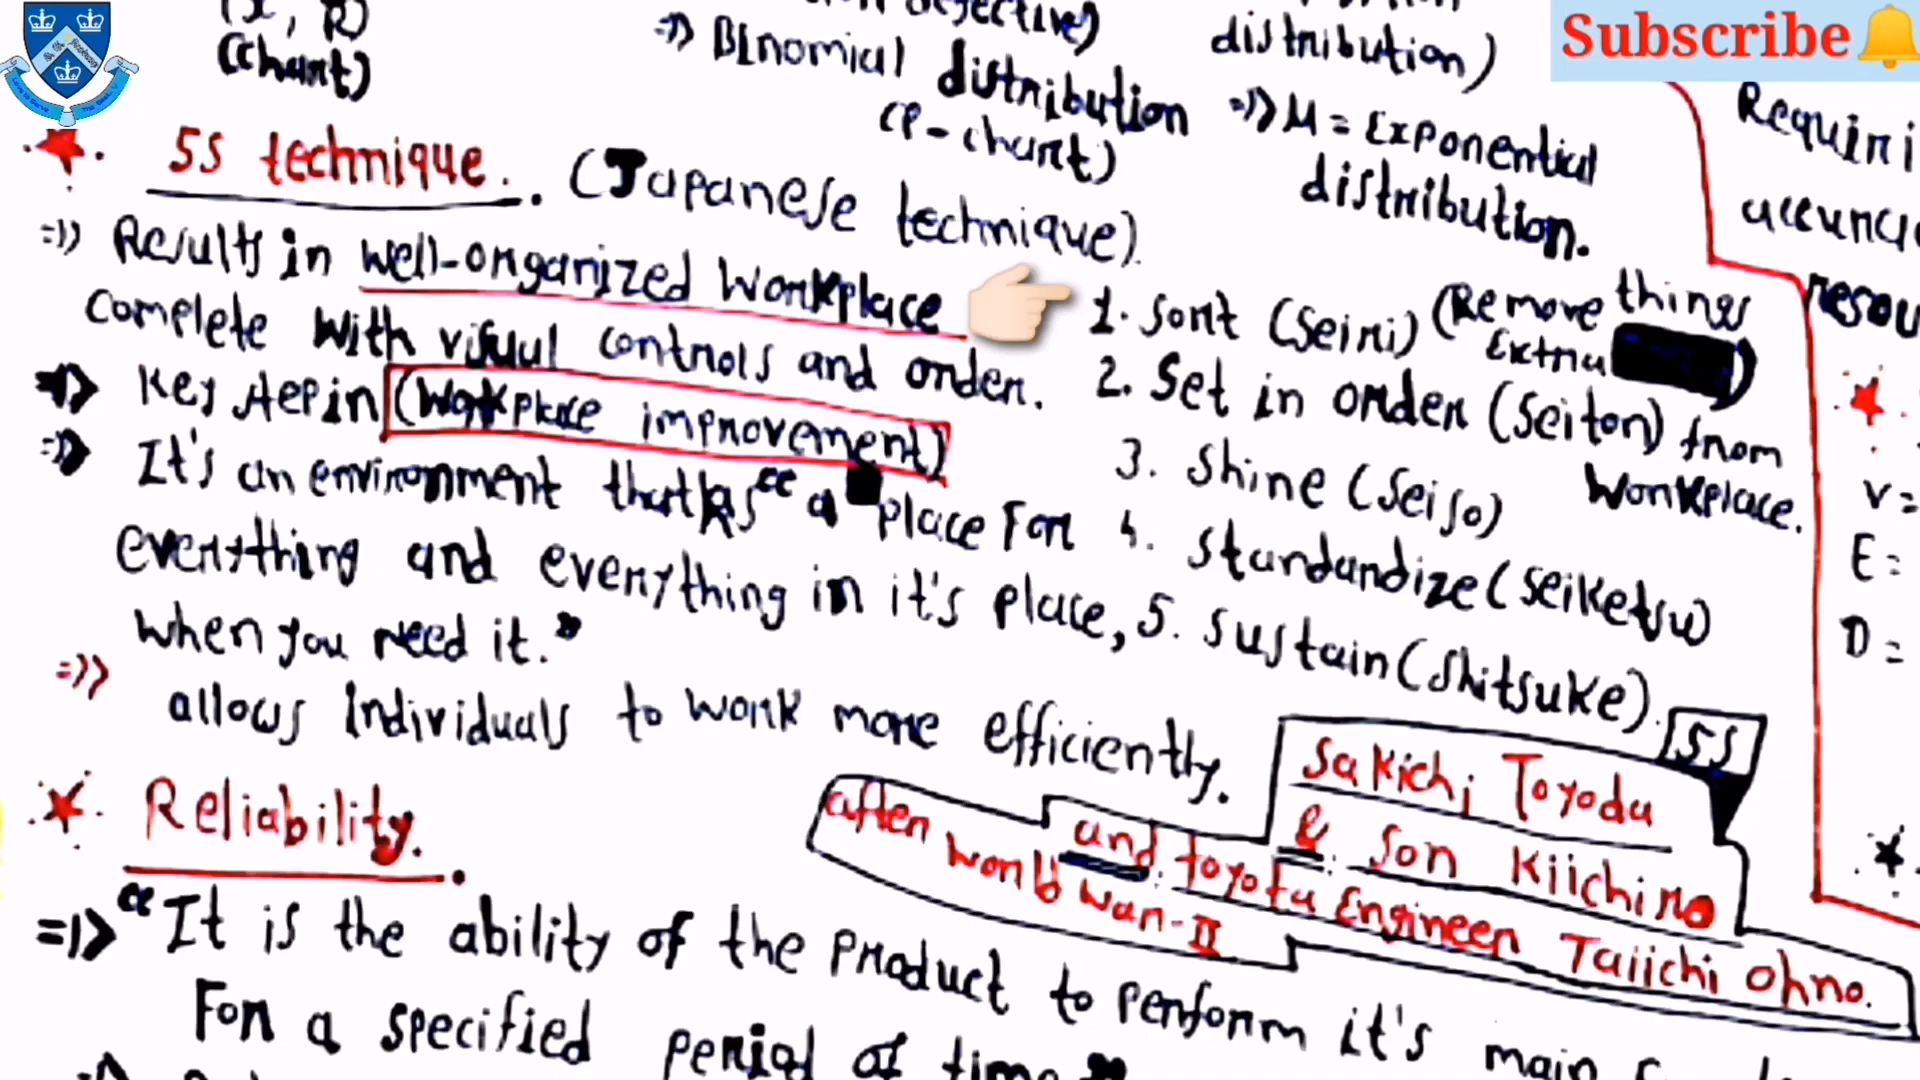 (chart)
⇒ Binomial distribution
(P-chart)
distribution)
⇒ M = Exponential
distribution.
Subscribe
5S technique. (Japanese technique).
⇒ Results in well-organized workplace
complete with visual controls and order.
⇒ Key step in (workplace improvement)
⇒ It's an environment that has "a place for
everything and everything in it's place,
when you need it."
⇒ allows individuals to work more efficiently.
1. Sort (Seiri) (Remove things
Extra
2. Set in order (Seiton) from
workplace.
3. Shine (Seiso)
4. Standardize (Seiketsu)
5. Sustain (Shitsuke).
5S
Sakichi Toyoda
& Son Kiichiro
and toyota Engineer Taiichi Ohno.
after
world war-II
Reliability.
⇒ "It is the ability of the product to perform it's main
For a specified period of time"
V =
E =
D =